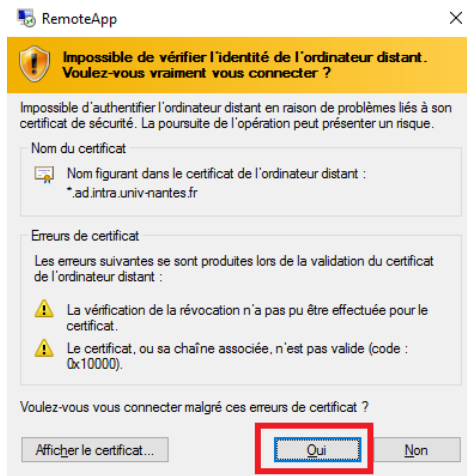 RemoteApp
Impossible de vérifier l'identité de l'ordinateur distant.
Voulez-vous vraiment vous connecter ?
Impossible d'authentifier l'ordinateur distant en raison de problèmes liés à son
certificat de sécurité. La poursuite de l'opération peut présenter un risque.
Nom du certificat
Nom figurant dans le certificat de l'ordinateur distant :
*.ad.intra.univ-nantes.fr
Erreurs de certificat
Les erreurs suivantes se sont produites lors de la validation du certificat
de l'ordinateur distant :
La vérification de la révocation n'a pas pu être effectuée pour le
certificat.
Le certificat, ou sa chaîne associée, n'est pas valide (code :
0x10000).
Voulez-vous vous connecter malgré ces erreurs de certificat ?
Afficher le certificat...
Oui
Non